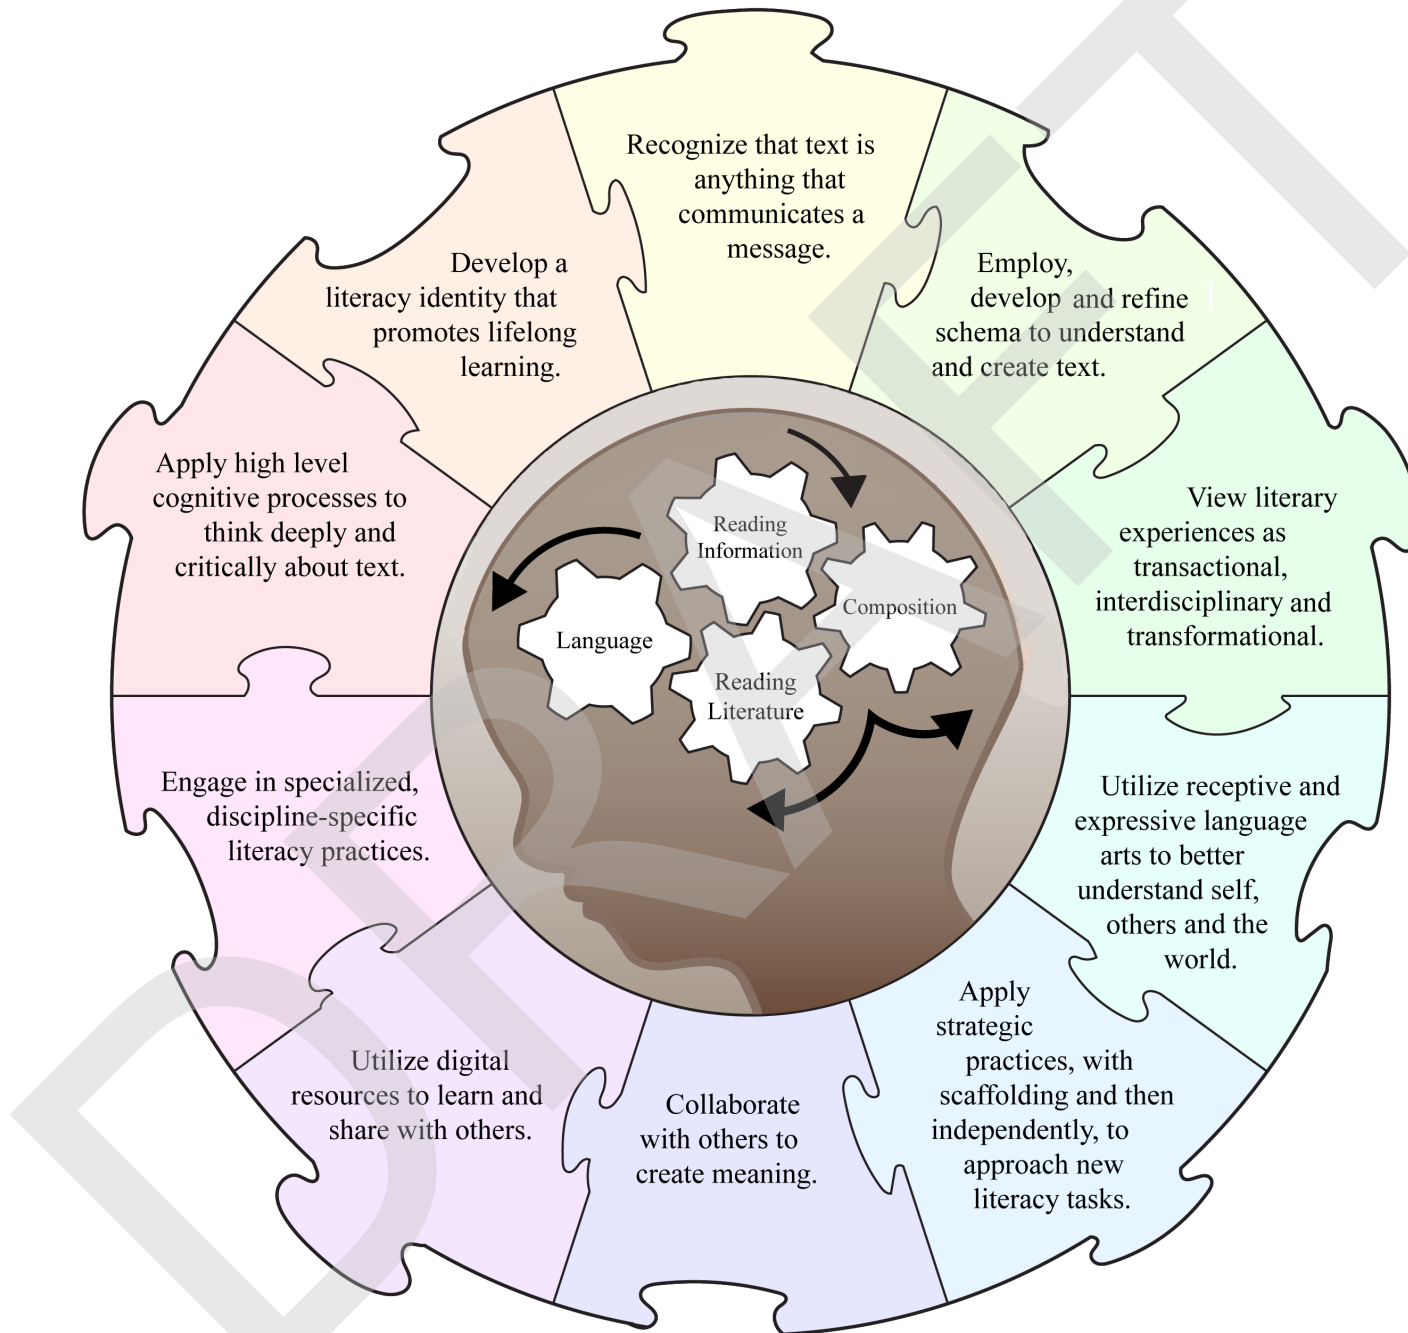 Recognize that text is
anything that
communicates a
message.
Employ,
develop and refine
schema to understand
and create text.
View literary
experiences as
transactional,
interdisciplinary and
transformational.
Utilize receptive and
expressive language
arts to better
understand self,
others and the
world.
Apply
strategic
practices, with
scaffolding and then
independently, to
approach new
literacy tasks.
Collaborate
with others to
create meaning.
Utilize digital
resources to learn and
share with others.
Engage in specialized,
discipline-specific
literacy practices.
Apply high level
cognitive processes to
think deeply and
critically about text.
Develop a
literacy identity that
promotes lifelong
learning.
Reading
Information
Composition
Language
Reading
Literature
DRAFT